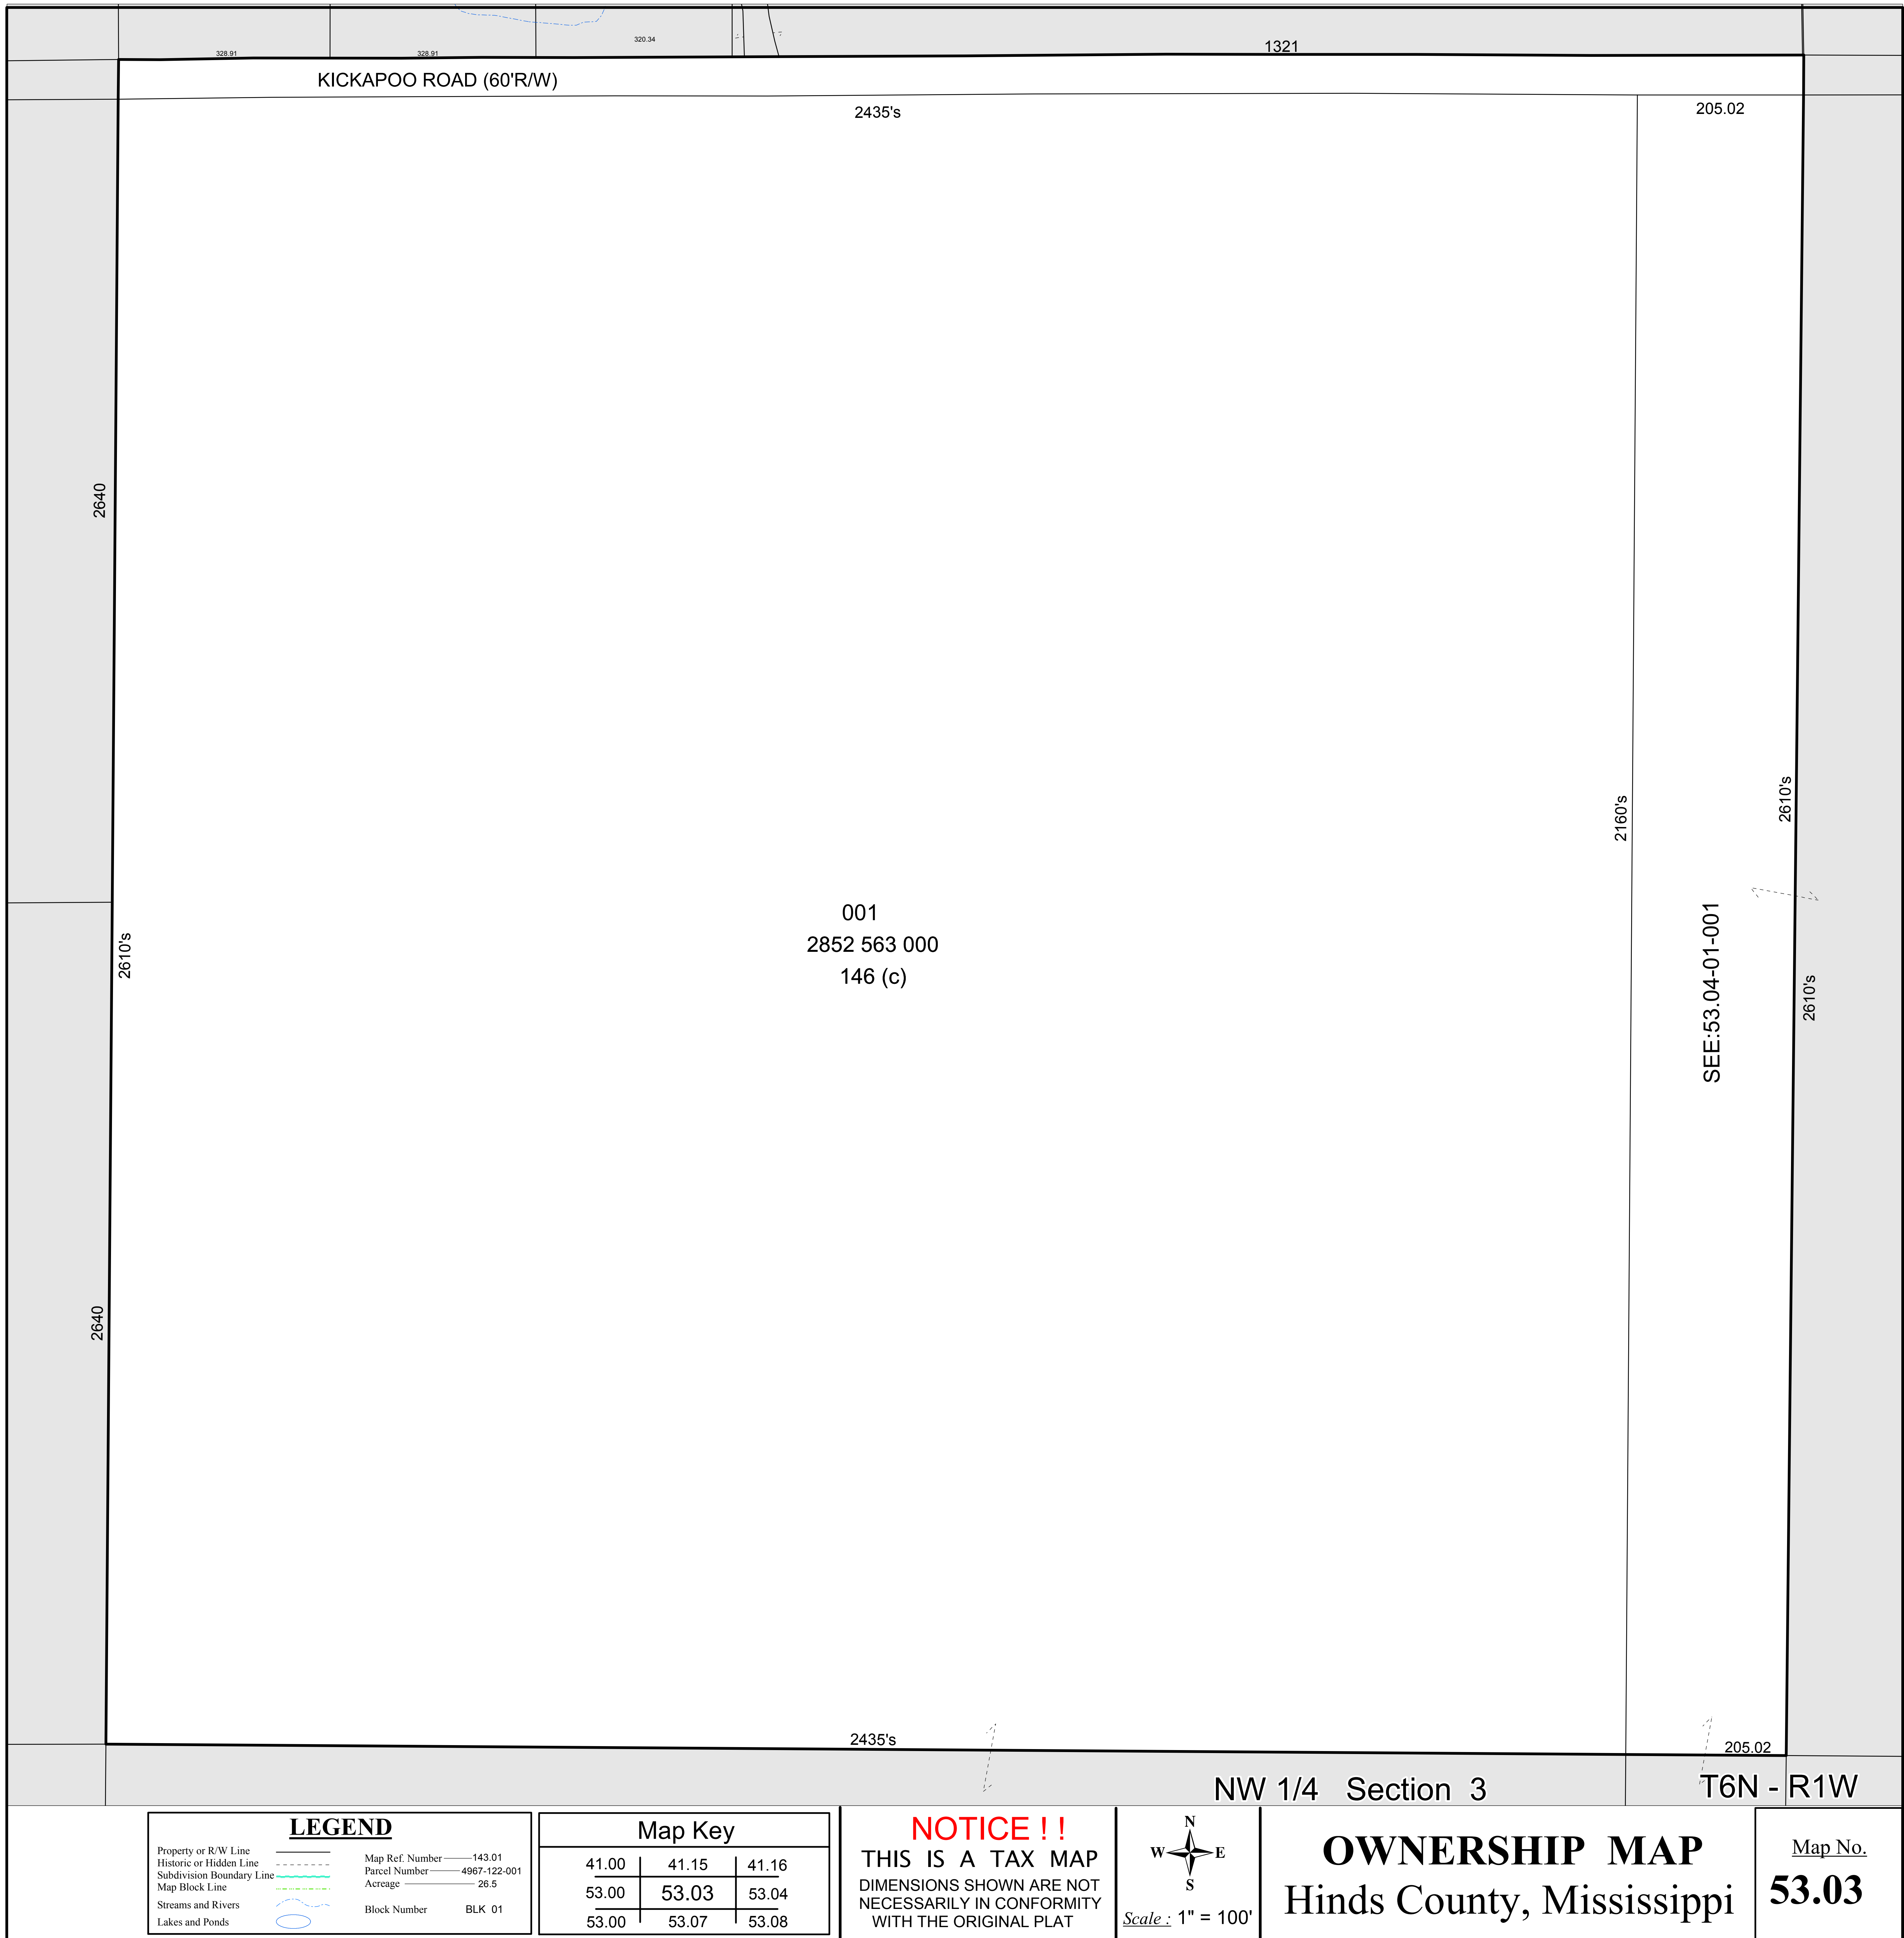 328.91
328.91
320.34
1321
KICKAPOO ROAD (60'R/W)
2435's
205.02
2640
2160's
2610's
001
2852 563 000
146 (c)
2610's
SEE:53.04-01-001
2610's
2640
2435's
205.02
NW 1/4 Section 3
T6N - R1W
LEGEND
Property or R/W Line
Historic or Hidden Line
Subdivision Boundary Line
Map Block Line
Streams and Rivers
Lakes and Ponds
Map Ref. Number 143.01
Parcel Number 4967-122-001
Acreage 26.5
Block Number BLK 01
Map Key
41.00 41.15 41.16
53.00 53.03 53.04
53.00 53.07 53.08
NOTICE ! !
THIS IS A TAX MAP
DIMENSIONS SHOWN ARE NOT
NECESSARILY IN CONFORMITY
WITH THE ORIGINAL PLAT
N
W E
S
Scale : 1" = 100'
OWNERSHIP MAP
Hinds County, Mississippi
Map No.
53.03